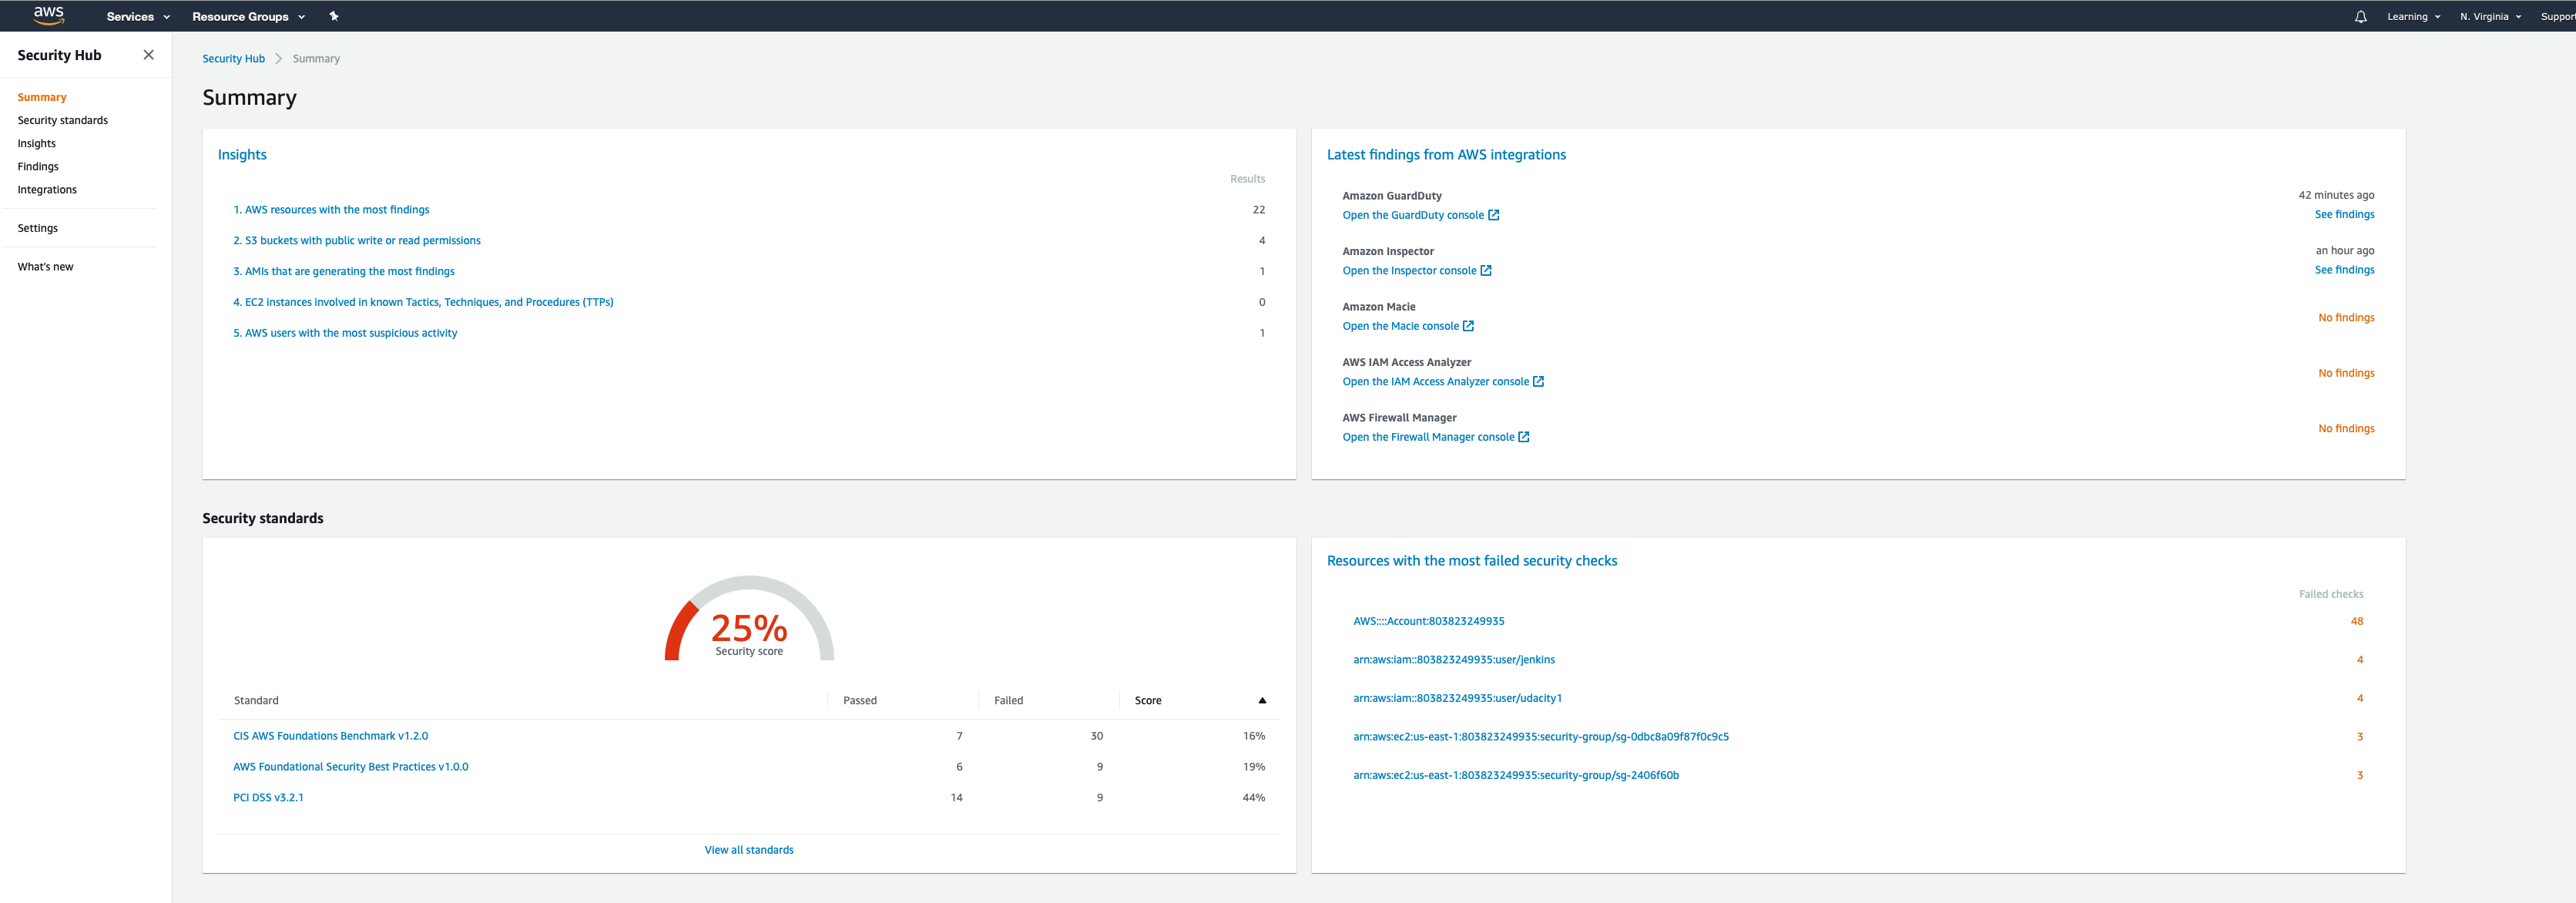 aws Services Resource Groups Learning N. Virginia Support
Security Hub
Summary
Security standards
Insights
Findings
Integrations
Settings
What's new
Security Hub Summary
Summary
Insights
Results
1. AWS resources with the most findings 22
2. S3 buckets with public write or read permissions 4
3. AMIs that are generating the most findings 1
4. EC2 instances involved in known Tactics, Techniques, and Procedures (TTPs) 0
5. AWS users with the most suspicious activity 1
Latest findings from AWS integrations
Amazon GuardDuty 42 minutes ago
Open the GuardDuty console See findings
Amazon Inspector an hour ago
Open the Inspector console See findings
Amazon Macie
Open the Macie console No findings
AWS IAM Access Analyzer
Open the IAM Access Analyzer console No findings
AWS Firewall Manager
Open the Firewall Manager console No findings
Security standards
25%
Security score
Standard Passed Failed Score
CIS AWS Foundations Benchmark v1.2.0 7 30 16%
AWS Foundational Security Best Practices v1.0.0 6 9 19%
PCI DSS v3.2.1 14 9 44%
View all standards
Resources with the most failed security checks
Failed checks
AWS::::Account:803823249935 48
arn:aws:iam::803823249935:user/jenkins 4
arn:aws:iam::803823249935:user/udacity1 4
arn:aws:ec2:us-east-1:803823249935:security-group/sg-0dbc8a09f87f0c9c5 3
arn:aws:ec2:us-east-1:803823249935:security-group/sg-2406f60b 3